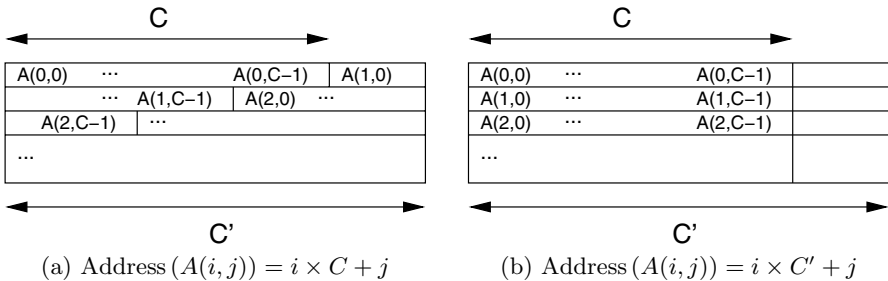 C C
A(0,0) ... A(0,C−1) A(1,0) A(0,0) ... A(0,C−1)
... A(1,C−1) A(2,0) ... A(1,0) ... A(1,C−1)
A(2,C−1) ... A(2,0) ... A(2,C−1)
... ...
C' C'
(a) Address (A(i, j)) = i × C + j (b) Address (A(i, j)) = i × C′ + j